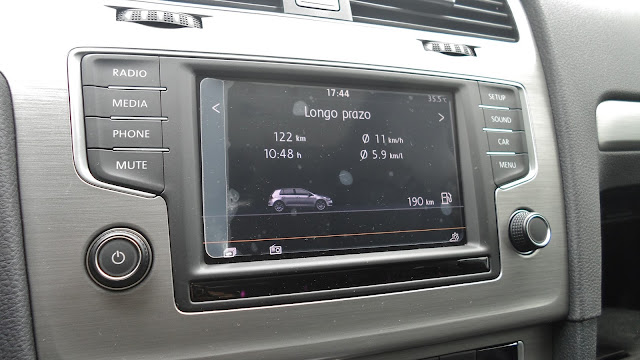 RADIO
MEDIA
PHONE
MUTE
17:44
35.5°C
Longo prazo
122 km Ø 11 km/h
10:48 h Ø 5.9 km/l
190 km
SETUP
SOUND
CAR
MENU